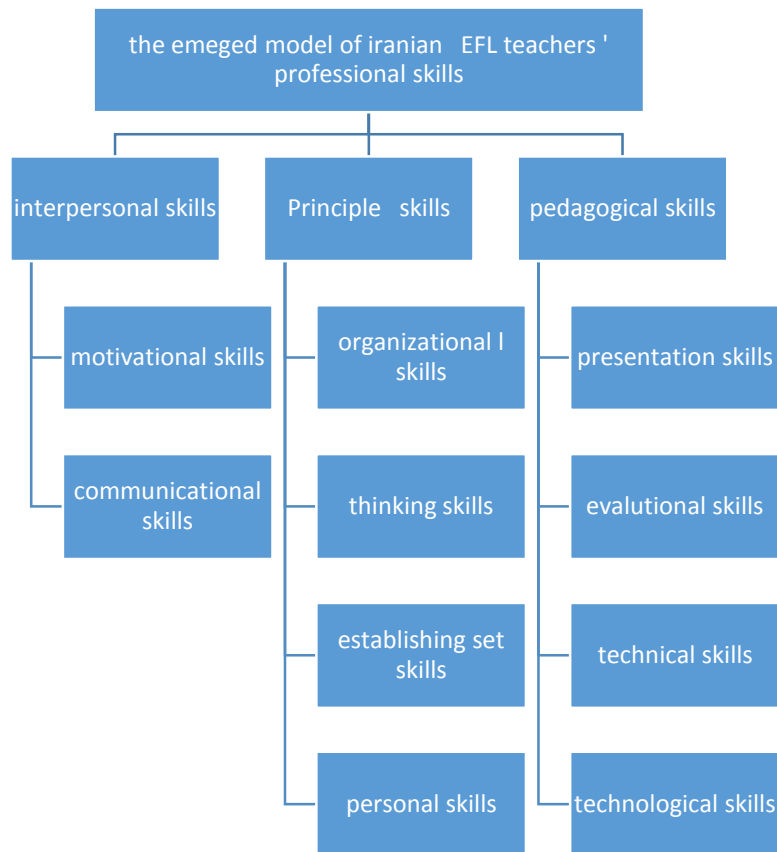 the emeged model of iranian EFL teachers '
professional skills
interpersonal skills
motivational skills
communicational
skills
Principle skills
organizational l
skills
thinking skills
establishing set
skills
personal skills
pedagogical skills
presentation skills
evalutional skills
technical skills
technological skills